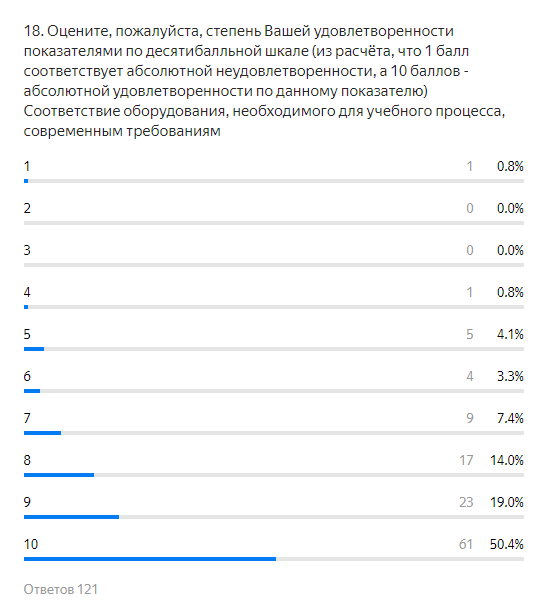 18. Оцените, пожалуйста, степень Вашей удовлетворенности
показателями по десятибалльной шкале (из расчёта, что 1 балл
соответствует абсолютной неудовлетворенности, а 10 баллов -
абсолютной удовлетворенности по данному показателю)
Соответствие оборудования, необходимого для учебного процесса,
современным требованиям
1 1 0.8%
2 0 0.0%
3 0 0.0%
4 1 0.8%
5 5 4.1%
6 4 3.3%
7 9 7.4%
8 17 14.0%
9 23 19.0%
10 61 50.4%
Ответов 121